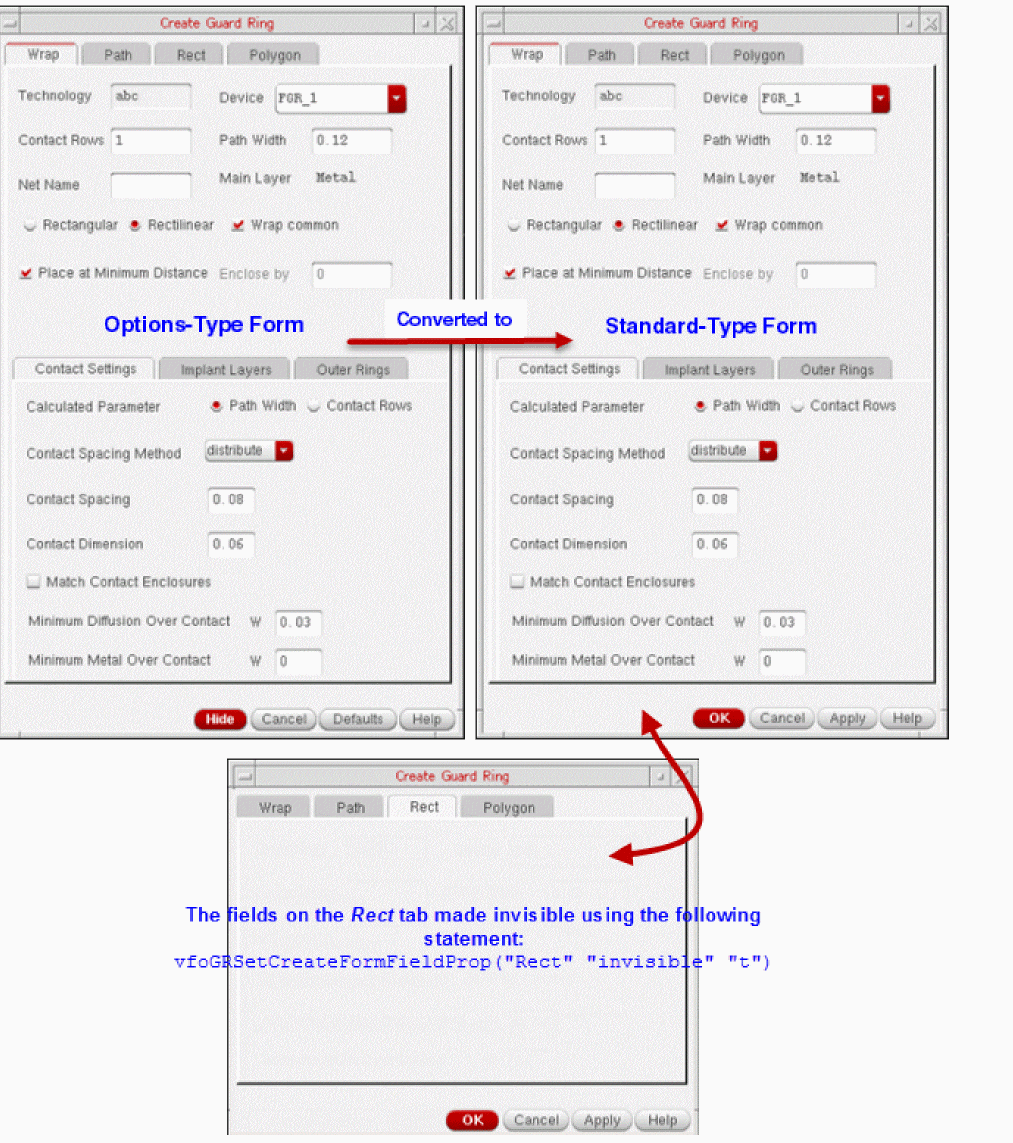 Create Guard Ring
Wrap Path Rect Polygon
Technology abc Device FGR_1
Contact Rows 1 Path Width 0.12
Net Name Main Layer Metal
Rectangular Rectilinear Wrap common
Place at Minimum Distance Enclose by 0
Options-Type Form
Contact Settings Implant Layers Outer Rings
Calculated Parameter Path Width Contact Rows
Contact Spacing Method distribute
Contact Spacing 0.08
Contact Dimension 0.06
Match Contact Enclosures
Minimum Diffusion Over Contact W 0.03
Minimum Metal Over Contact W 0
Hide Cancel Defaults Help
Converted to
Create Guard Ring
Wrap Path Rect Polygon
Technology abc Device FGR_1
Contact Rows 1 Path Width 0.12
Net Name Main Layer Metal
Rectangular Rectilinear Wrap common
Place at Minimum Distance Enclose by 0
Standard-Type Form
Contact Settings Implant Layers Outer Rings
Calculated Parameter Path Width Contact Rows
Contact Spacing Method distribute
Contact Spacing 0.08
Contact Dimension 0.06
Match Contact Enclosures
Minimum Diffusion Over Contact W 0.03
Minimum Metal Over Contact W 0
OK Cancel Apply Help
Create Guard Ring
Wrap Path Rect Polygon
The fields on the Rect tab made invisible using the following
statement:
vfoGRSetCreateFormFieldProp("Rect" "invisible" "t")
OK Cancel Apply Help